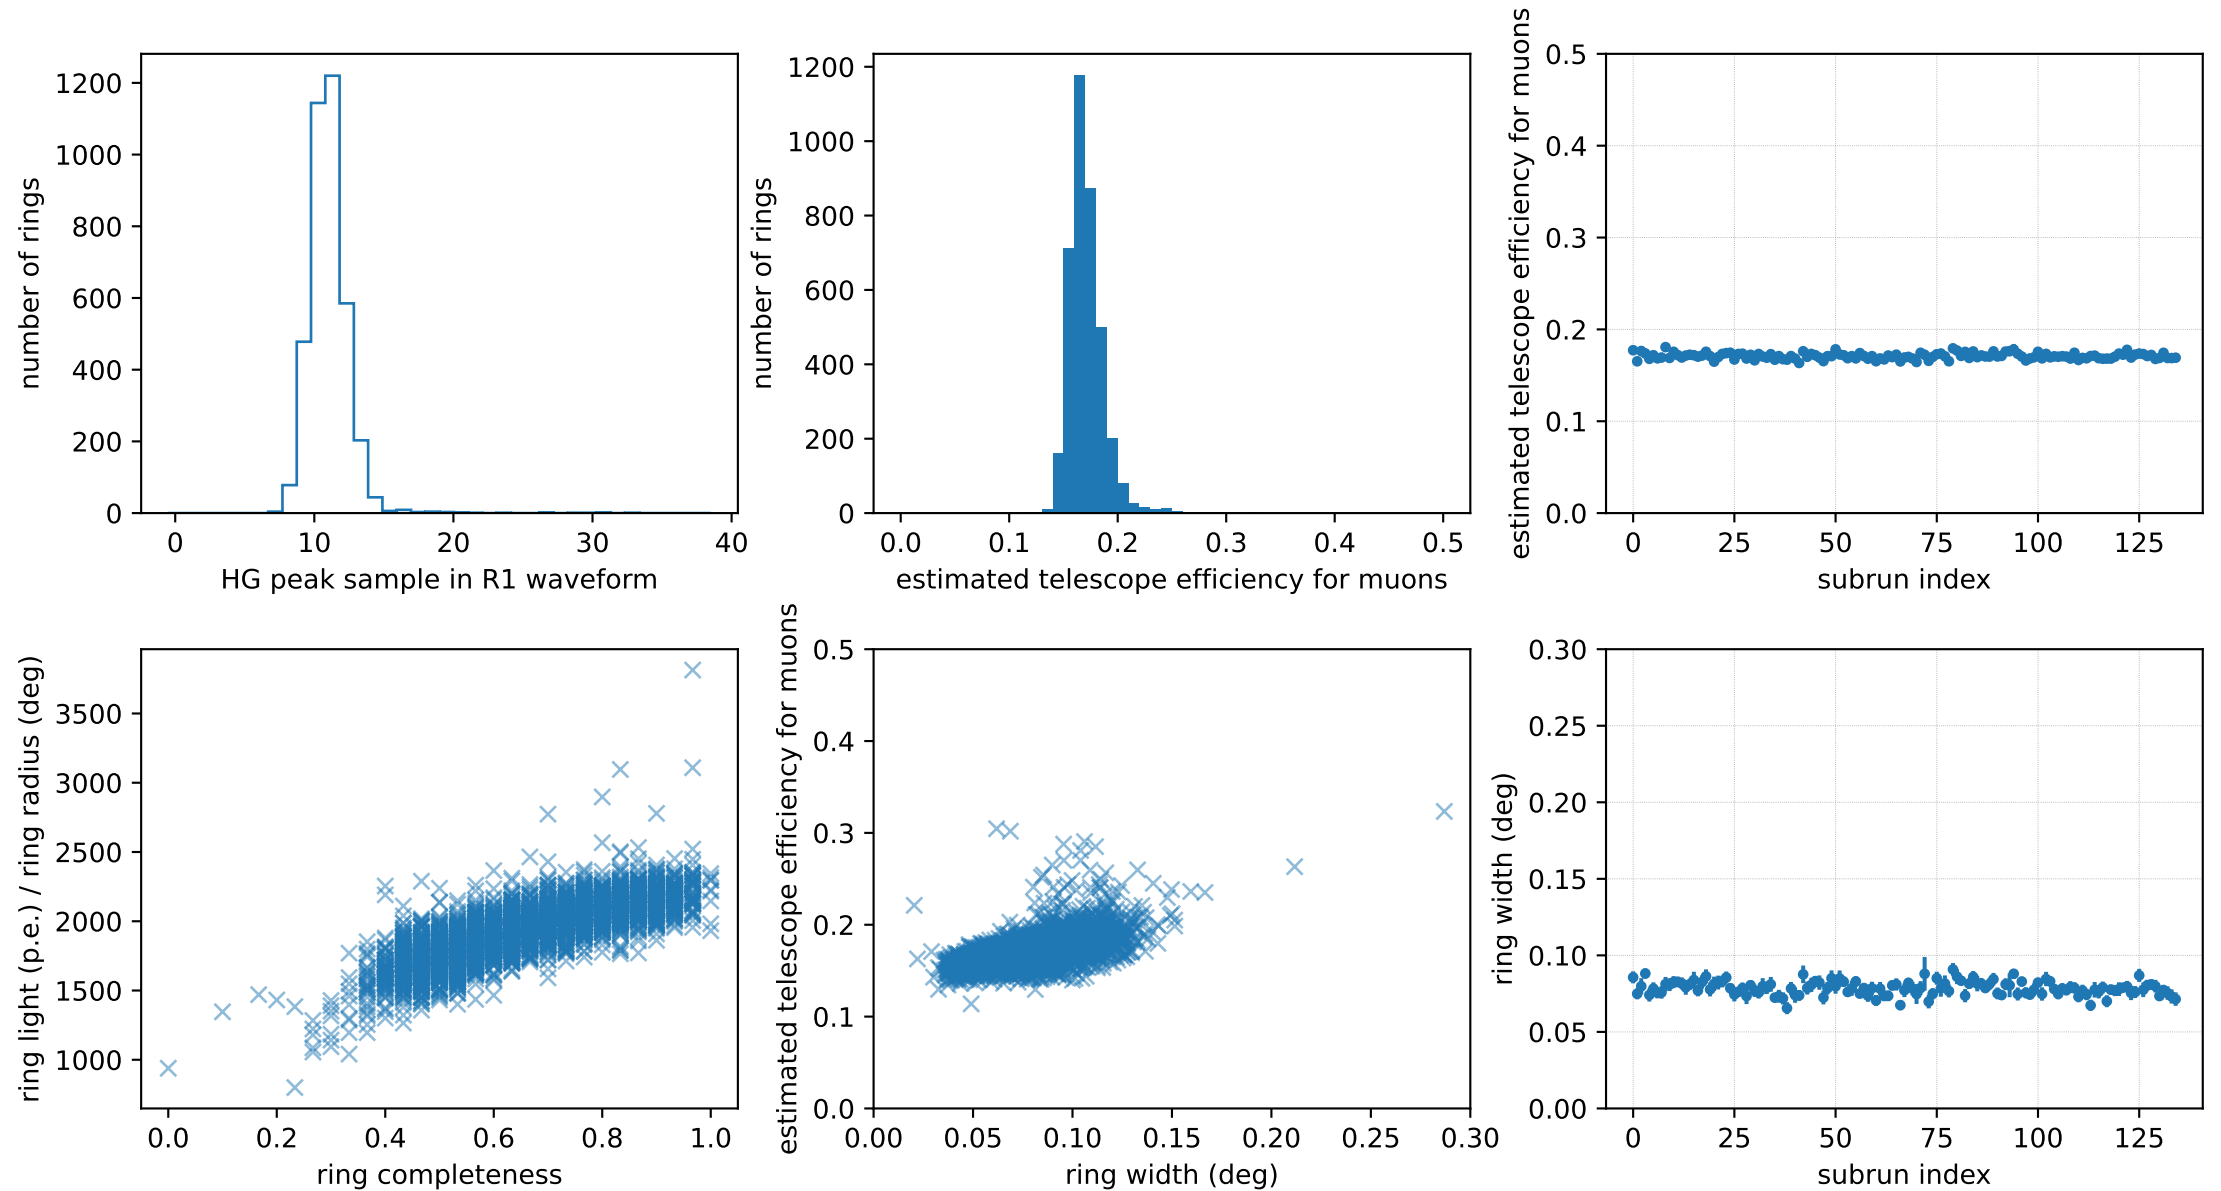 1200
1000
800
600
400
200
0
number of rings
0 10 20 30 40
HG peak sample in R1 waveform
1200
1000
800
600
400
200
0
number of rings
0.0 0.1 0.2 0.3 0.4 0.5
estimated telescope efficiency for muons
0.5
0.4
0.3
0.2
0.1
0.0
estimated telescope efficiency for muons
0 25 50 75 100 125
subrun index
3500
3000
2500
2000
1500
1000
ring light (p.e.) / ring radius (deg)
0.0 0.2 0.4 0.6 0.8 1.0
ring completeness
0.5
0.4
0.3
0.2
0.1
0.0
estimated telescope efficiency for muons
0.00 0.05 0.10 0.15 0.20 0.25 0.30
ring width (deg)
0.30
0.25
0.20
0.15
0.10
0.05
0.00
ring width (deg)
0 25 50 75 100 125
subrun index